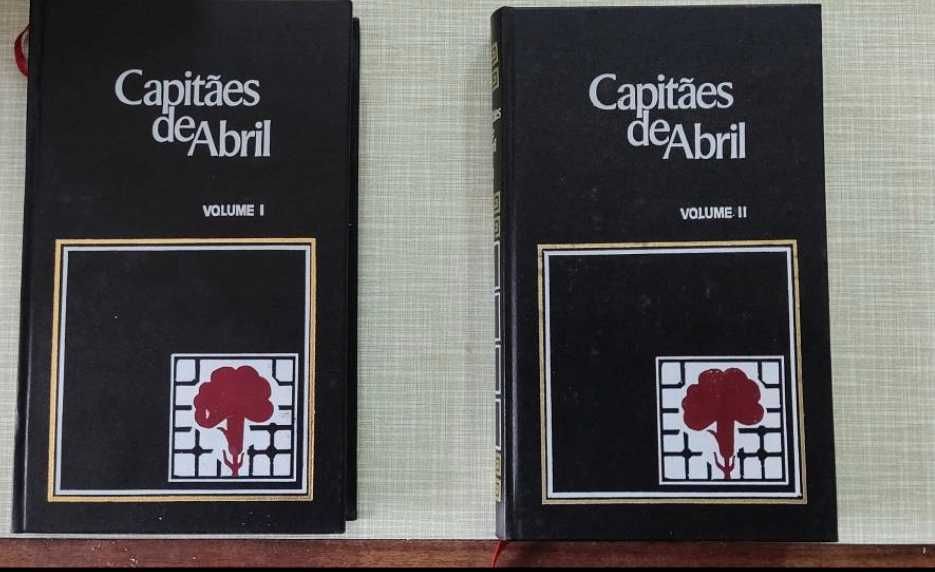 Capitães
de Abril
VOLUME I
Capitães
de Abril
VOLUME II